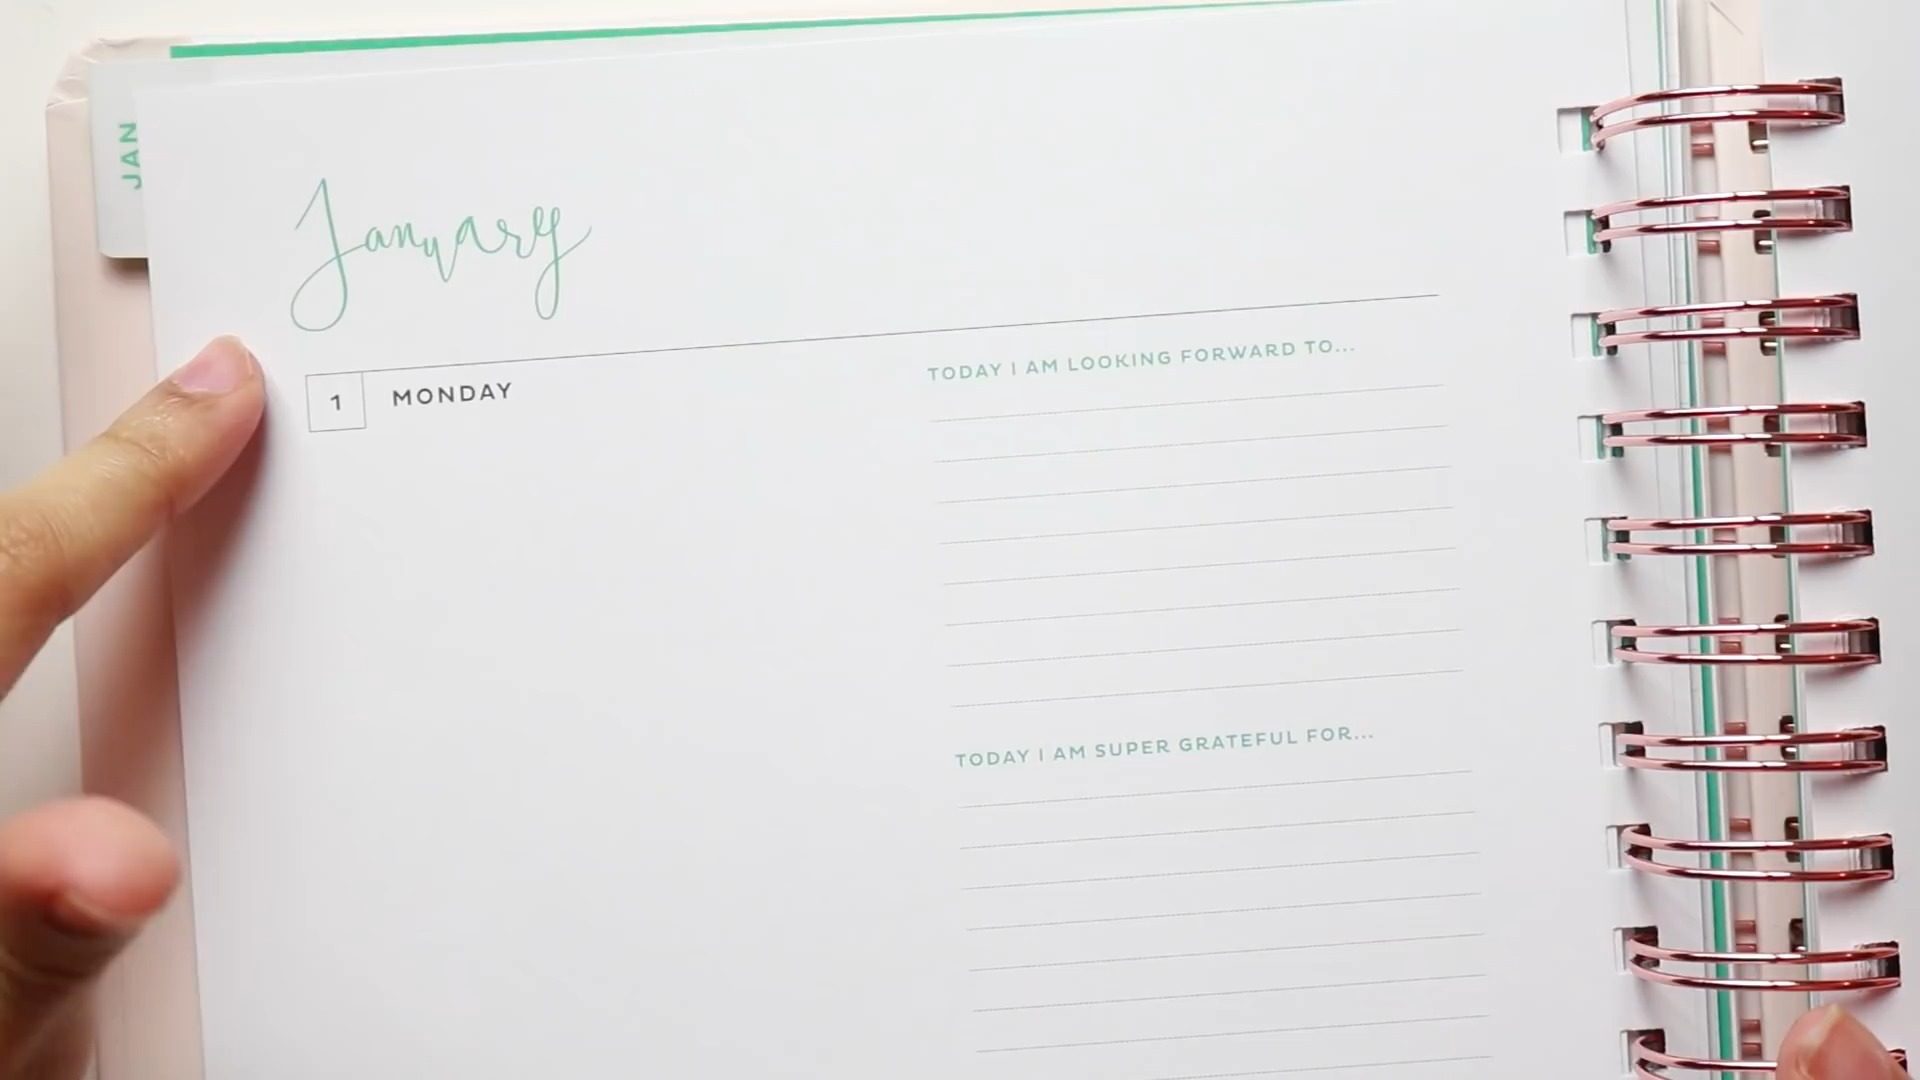 JAN
January
1 MONDAY
TODAY I AM LOOKING FORWARD TO...
TODAY I AM SUPER GRATEFUL FOR...